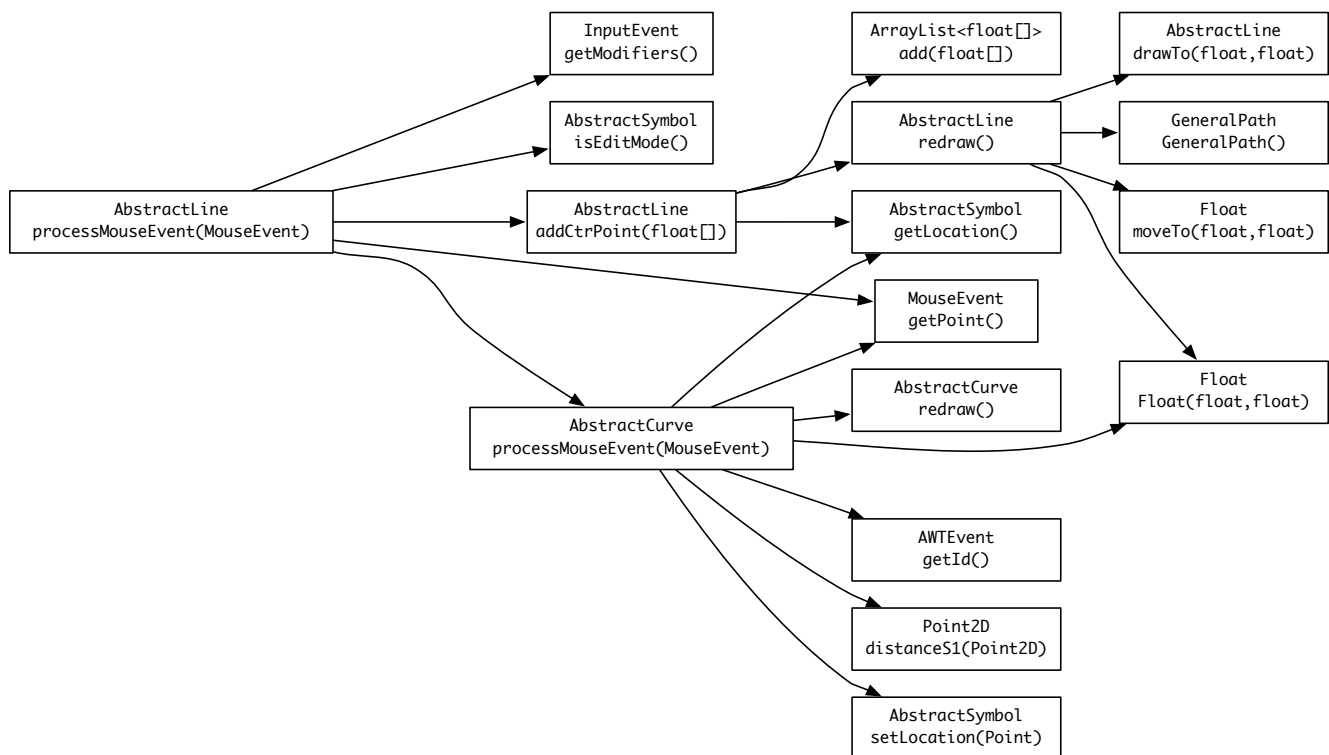 InputEvent
getModifiers()
AbstractSymbol
isEditMode()
AbstractLine
processMouseEvent(MouseEvent)
AbstractLine
addCtrPoint(float[])
AbstractCurve
processMouseEvent(MouseEvent)
ArrayList<float[]>
add(float[])
AbstractLine
redraw()
AbstractSymbol
getLocation()
MouseEvent
getPoint()
AbstractCurve
redraw()
AWTEvent
getId()
Point2D
distanceS1(Point2D)
AbstractSymbol
setLocation(Point)
AbstractLine
drawTo(float,float)
GeneralPath
GeneralPath()
Float
moveTo(float,float)
Float
Float(float,float)